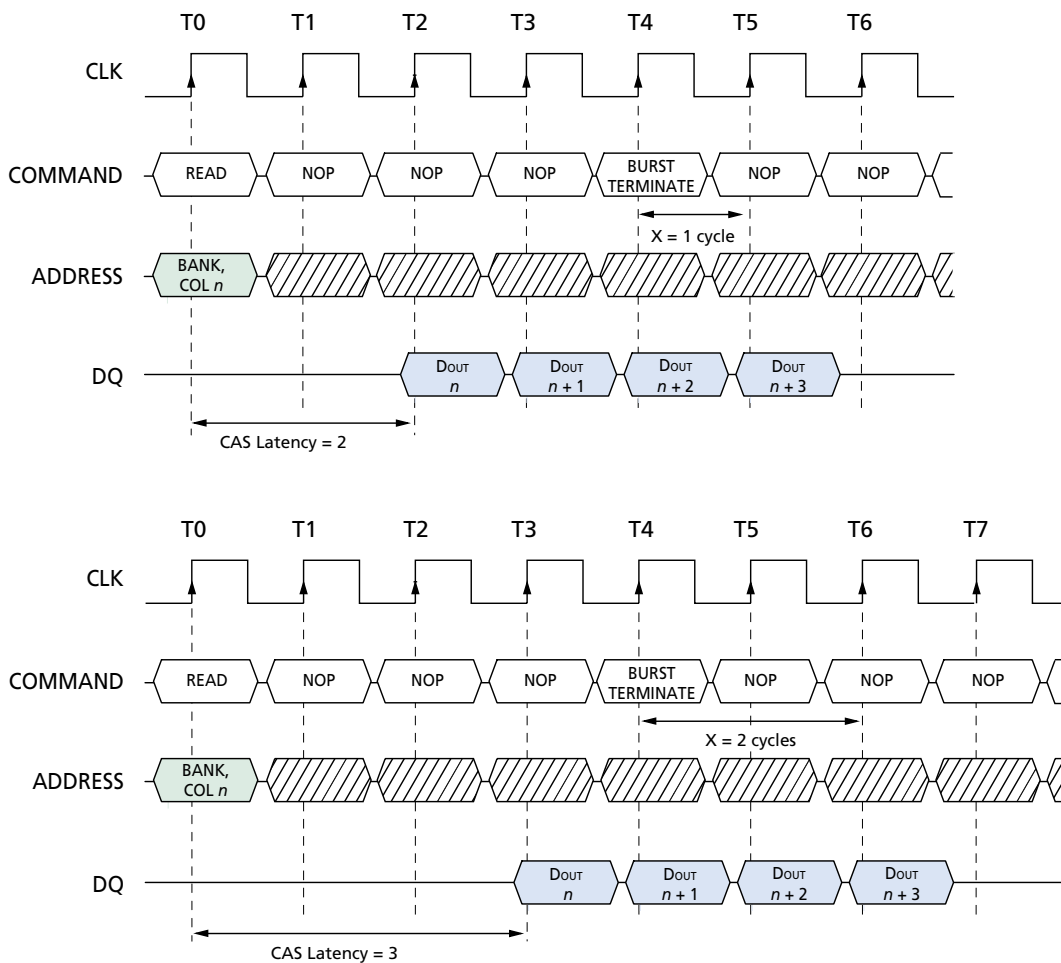 T0 T1 T2 T3 T4 T5 T6
CLK
COMMAND READ NOP NOP NOP BURST TERMINATE NOP NOP
X = 1 cycle
ADDRESS BANK, COL n
DQ DOUT n DOUT n + 1 DOUT n + 2 DOUT n + 3
CAS Latency = 2
T0 T1 T2 T3 T4 T5 T6 T7
CLK
COMMAND READ NOP NOP NOP BURST TERMINATE NOP NOP NOP
X = 2 cycles
ADDRESS BANK, COL n
DQ DOUT n DOUT n + 1 DOUT n + 2 DOUT n + 3
CAS Latency = 3